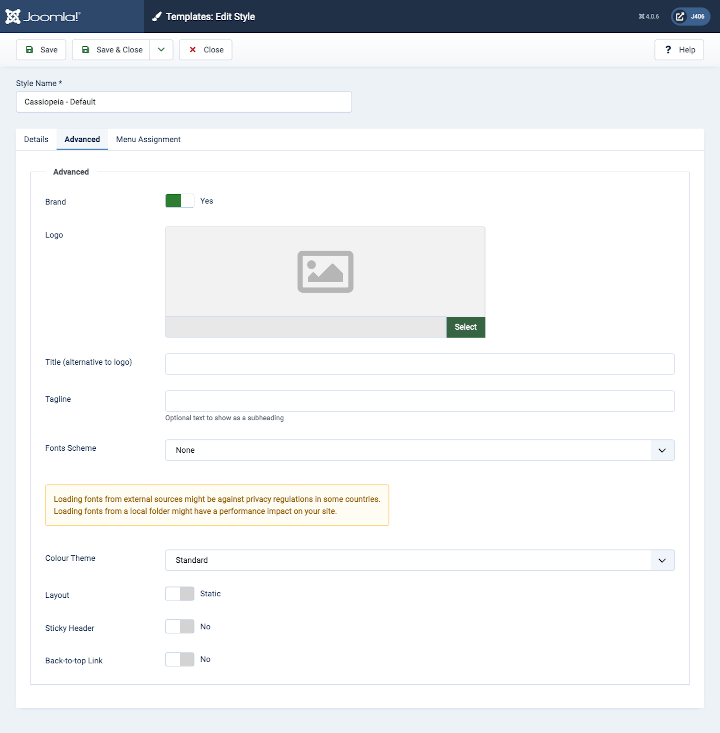 Joomla!® Templates: Edit Style 4.0.6 J406
Save Save & Close Close ? Help
Style Name *
Cassiopeia - Default
Details Advanced Menu Assignment
Advanced
Brand Yes
Logo
Select
Title (alternative to logo)
Tagline
Optional text to show as a subheading
Fonts Scheme None
Loading fonts from external sources might be against privacy regulations in some countries.
Loading fonts from a local folder might have a performance impact on your site.
Colour Theme Standard
Layout Static
Sticky Header No
Back-to-top Link No